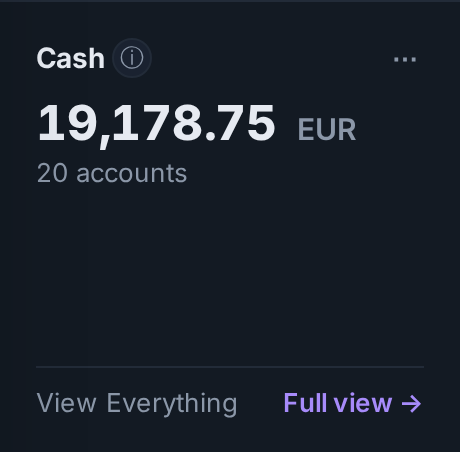 Cash ⓘ ...
19,178.75 EUR
20 accounts
View Everything Full view →